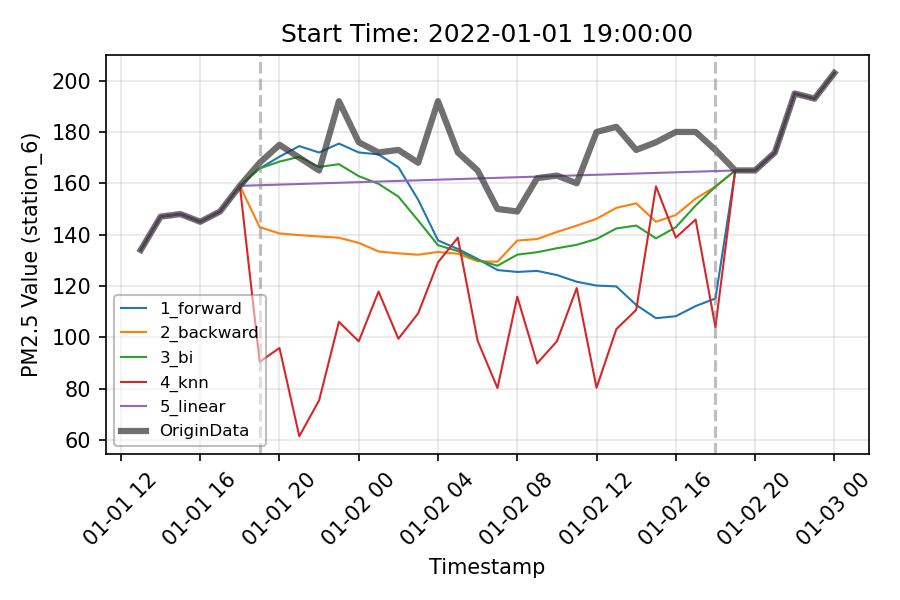 Start Time: 2022-01-01 19:00:00
PM2.5 Value (station_6)
200
180
160
140
120
100
80
60
1_forward
2_backward
3_bi
4_knn
5_linear
OriginData
01-01 12
01-01 16
01-01 20
01-02 00
01-02 04
01-02 08
01-02 12
01-02 16
01-02 20
01-03 00
Timestamp